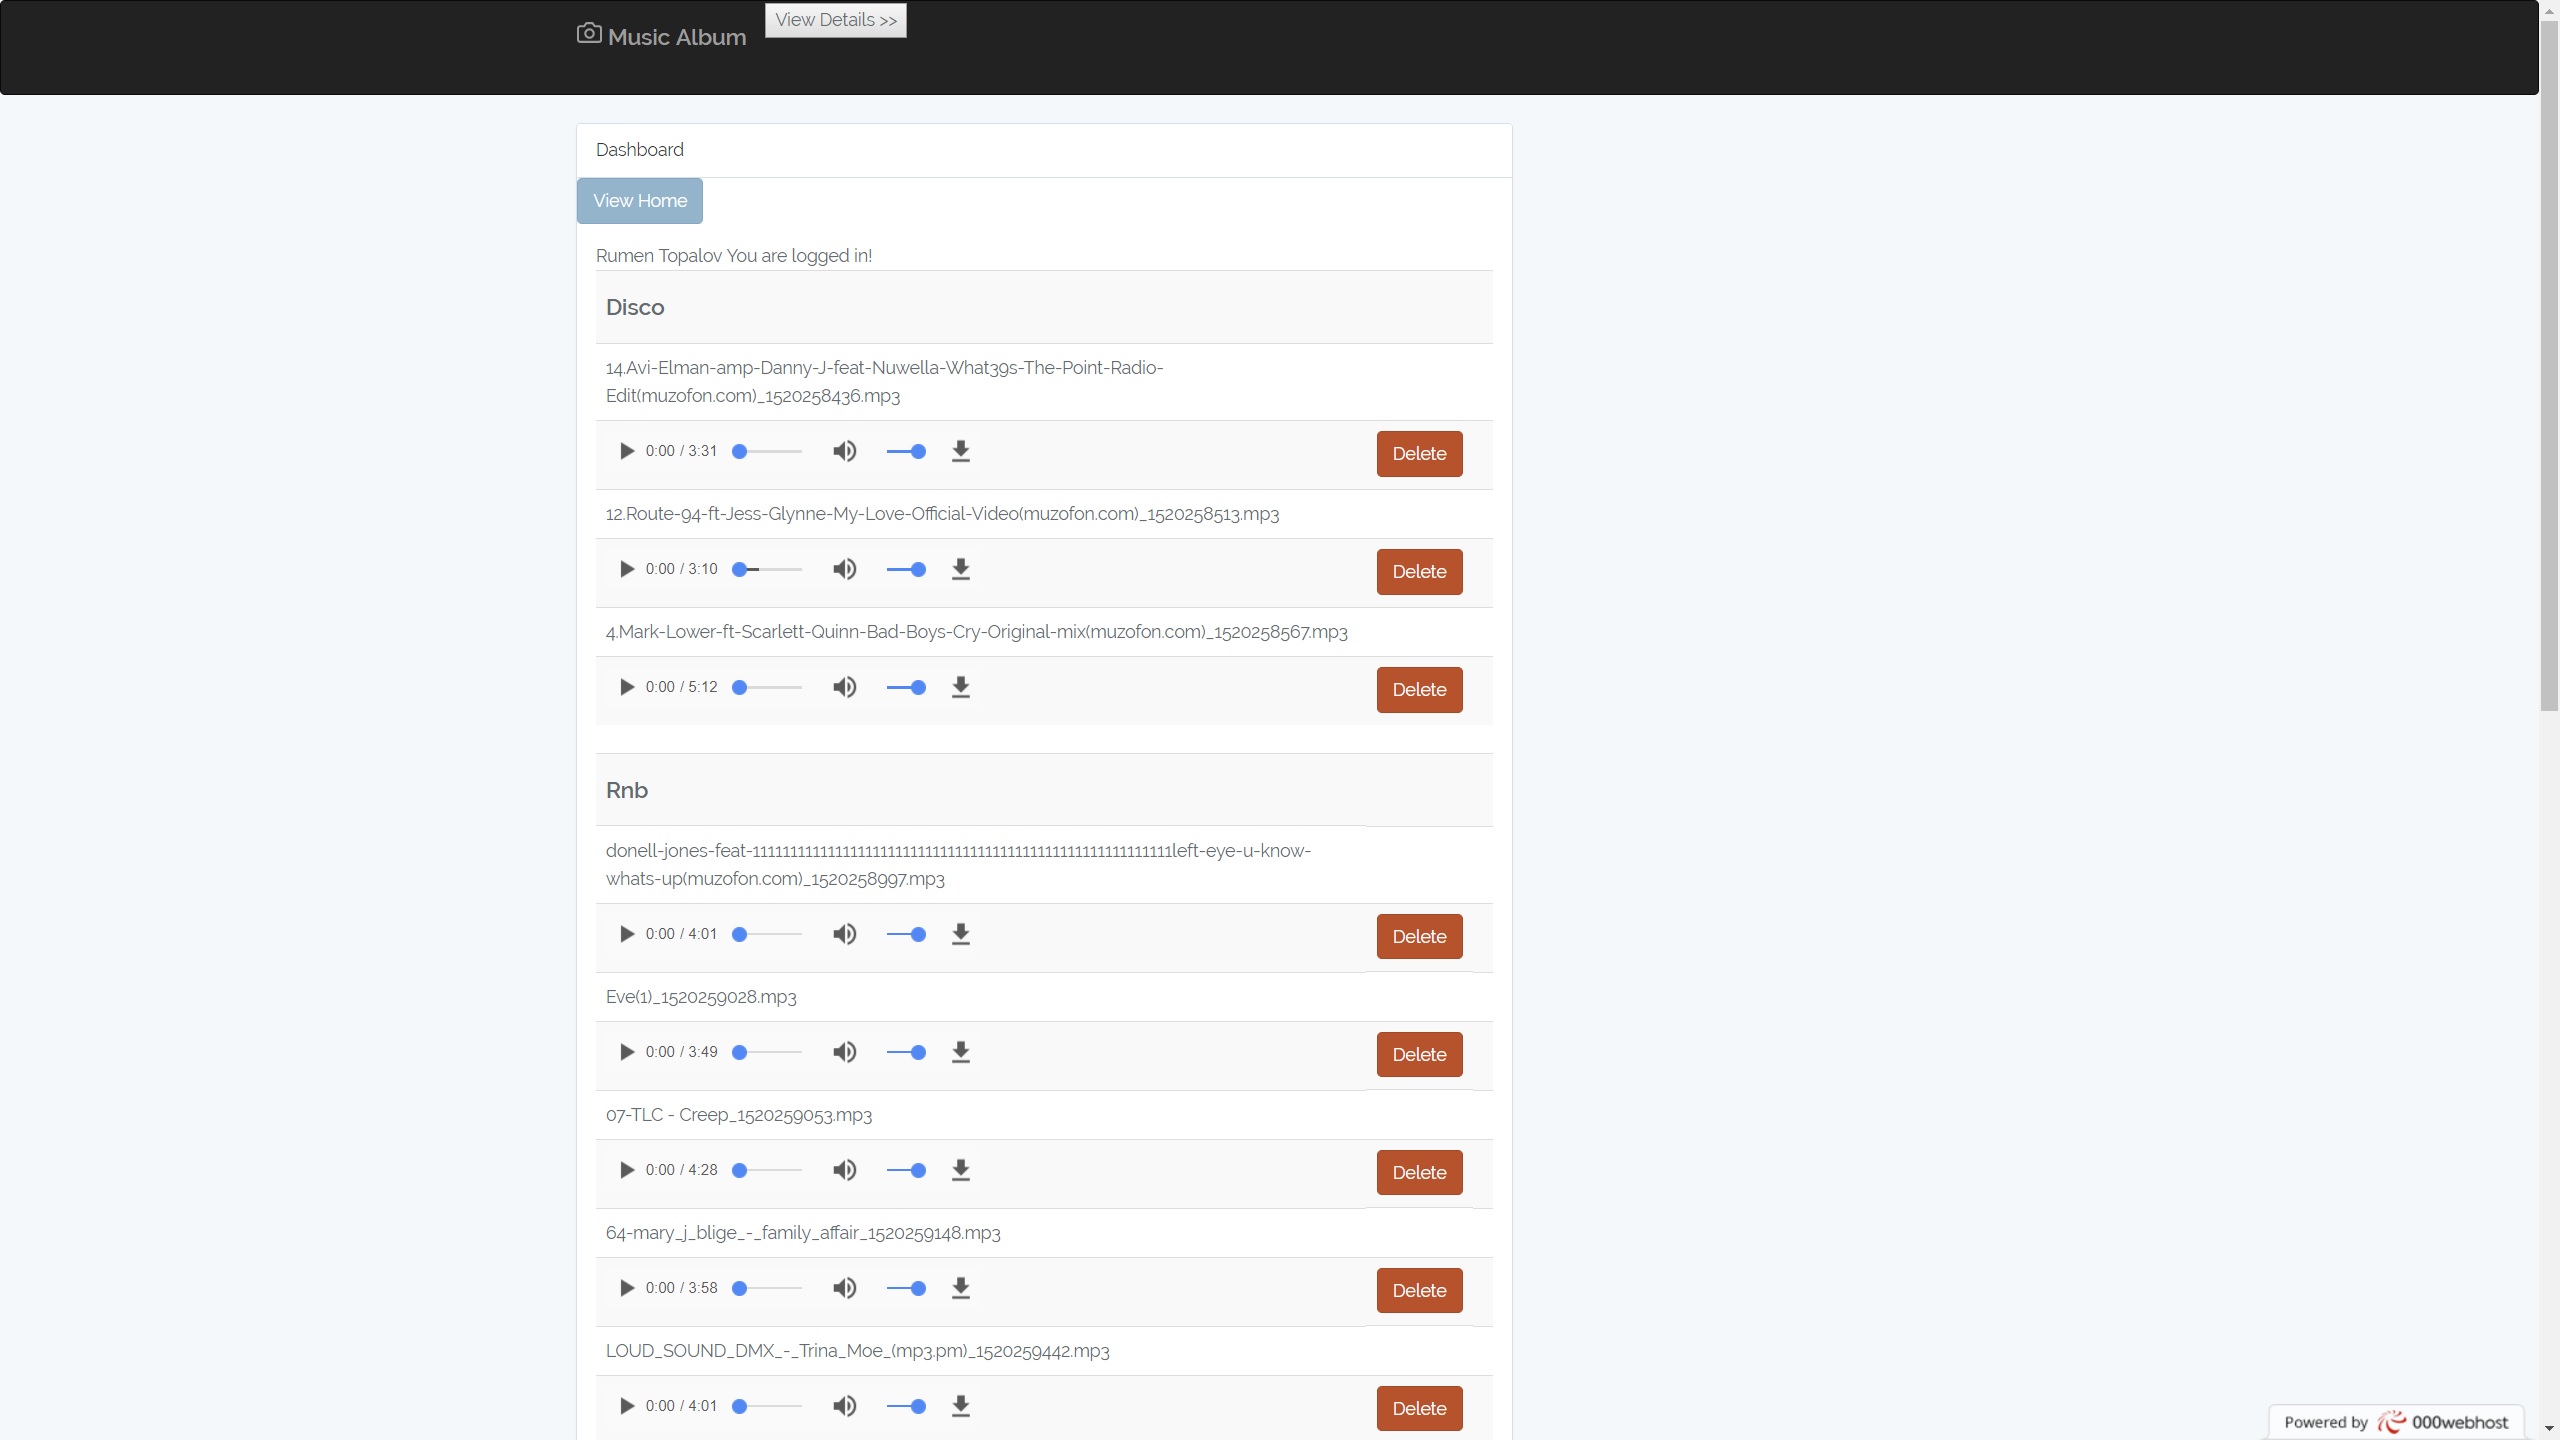 Music Album
View Details >>
Dashboard
View Home
Rumen Topalov You are logged in!
Disco
14.Avi-Elman-amp-Danny-J-feat-Nuwella-What39s-The-Point-Radio-
Edit(muzofon.com)_1520258436.mp3
0:00 / 3:31
Delete
12.Route-94-ft-Jess-Glynne-My-Love-Official-Video(muzofon.com)_1520258513.mp3
0:00 / 3:10
Delete
4.Mark-Lower-ft-Scarlett-Quinn-Bad-Boys-Cry-Original-mix(muzofon.com)_1520258567.mp3
0:00 / 5:12
Delete
Rnb
whats-up(muzofon.com)_1520258997.mp3
0:00 / 4:01
Delete
Eve(1)_1520259028.mp3
0:00 / 3:49
Delete
07-TLC - Creep_1520259053.mp3
0:00 / 4:28
Delete
64-mary_j_blige_-_family_affair_1520259148.mp3
0:00 / 3:58
Delete
LOUD_SOUND_DMX_-_Trina_Moe_(mp3.pm)_1520259442.mp3
0:00 / 4:01
Delete
Powered by 000webhost